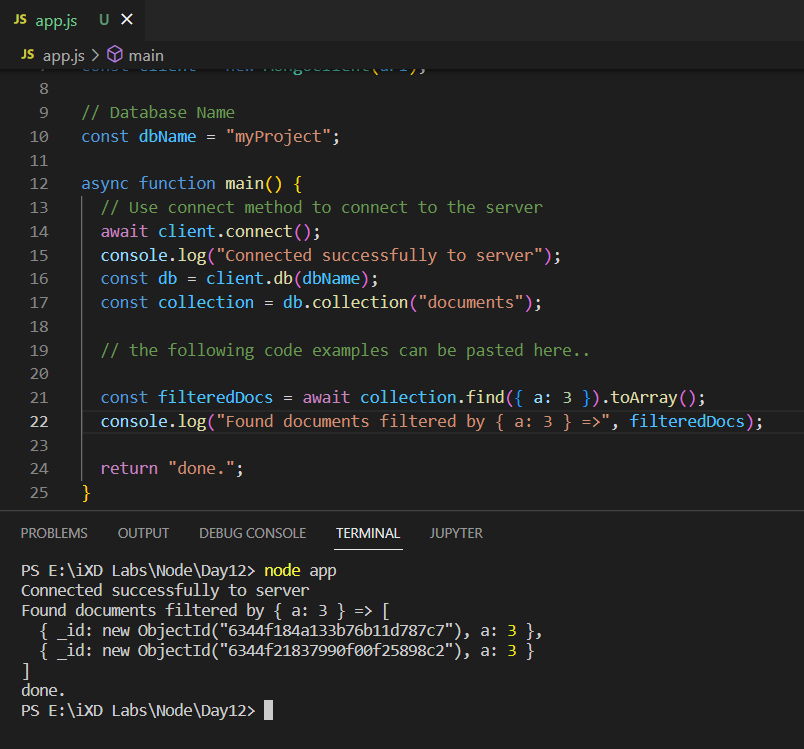 JS app.js U ×
JS app.js > main
7 const client = new MongoClient(uri);
8
9 // Database Name
10 const dbName = "myProject";
11
12 async function main() {
13 // Use connect method to connect to the server
14 await client.connect();
15 console.log("Connected successfully to server");
16 const db = client.db(dbName);
17 const collection = db.collection("documents");
18
19 // the following code examples can be pasted here..
20
21 const filteredDocs = await collection.find({ a: 3 }).toArray();
22 console.log("Found documents filtered by { a: 3 } =>", filteredDocs);
23
24 return "done.";
25 }
PROBLEMS OUTPUT DEBUG CONSOLE TERMINAL JUPYTER
PS E:\iXD Labs\Node\Day12> node app
Connected successfully to server
Found documents filtered by { a: 3 } => [
{ _id: new ObjectId("6344f184a133b76b11d787c7"), a: 3 },
{ _id: new ObjectId("6344f21837990f00f25898c2"), a: 3 }
]
done.
PS E:\iXD Labs\Node\Day12>